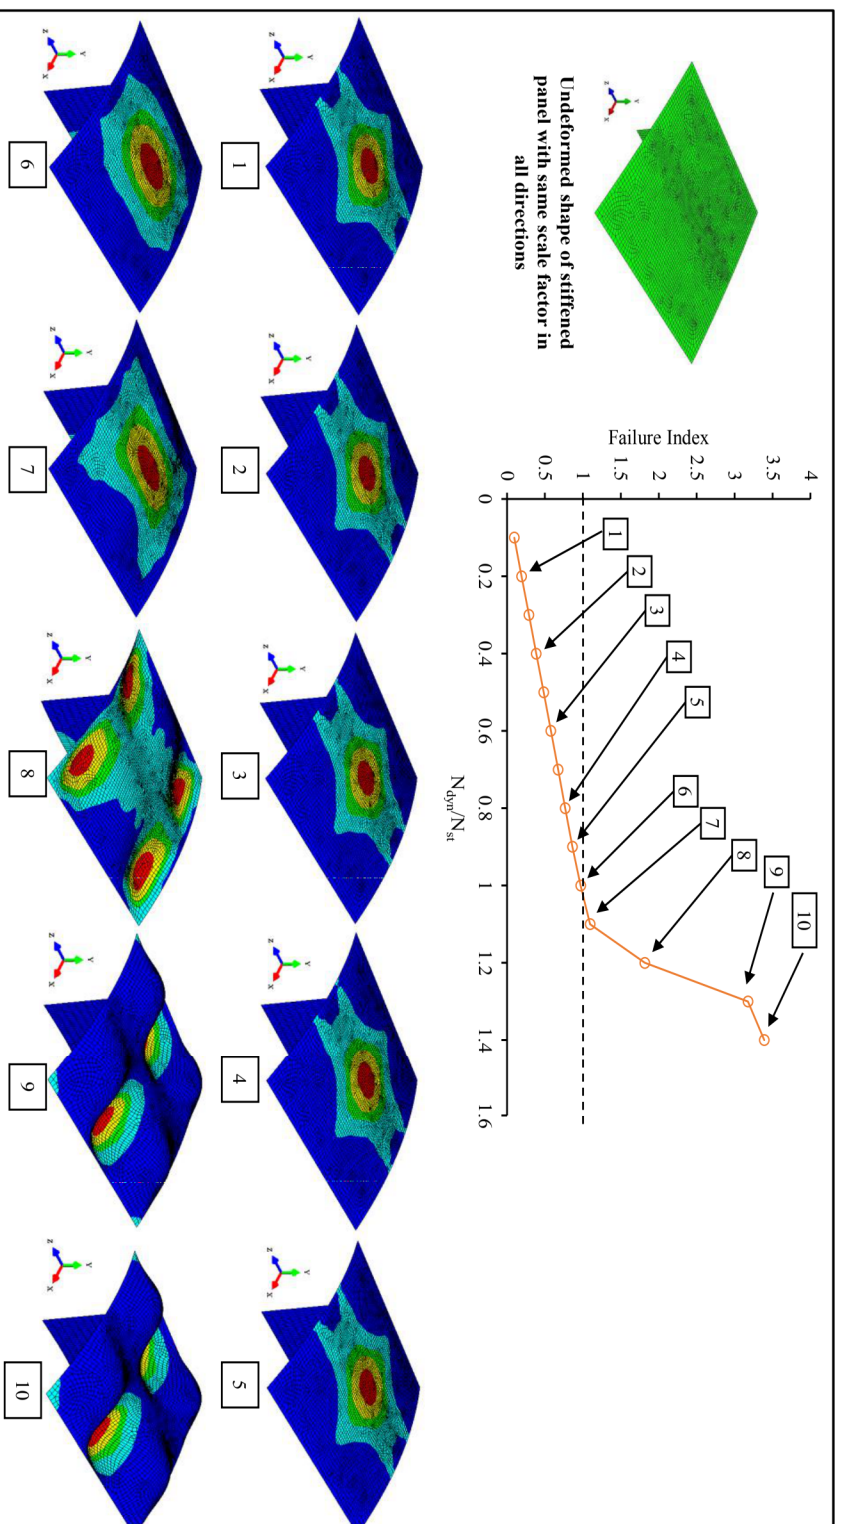 Undeformed shape of stiffened
panel with same scale factor in
all directions
Failure Index
4
3.5
3
2.5
2
1.5
1
0.5
0
0 0.2 0.4 0.6 0.8 1 1.2 1.4 1.6
N_dyn/N_st
1 2 3 4 5 6 7 8 9 10
Y
Z X
Y
Z X
Y
Z X
Y
Z X
Y
Z X
Y
Z X
1 2 3 4 5
Y
Z X
Y
Z X
Y
Z X
Y
Z X
Y
Z X
6 7 8 9 10